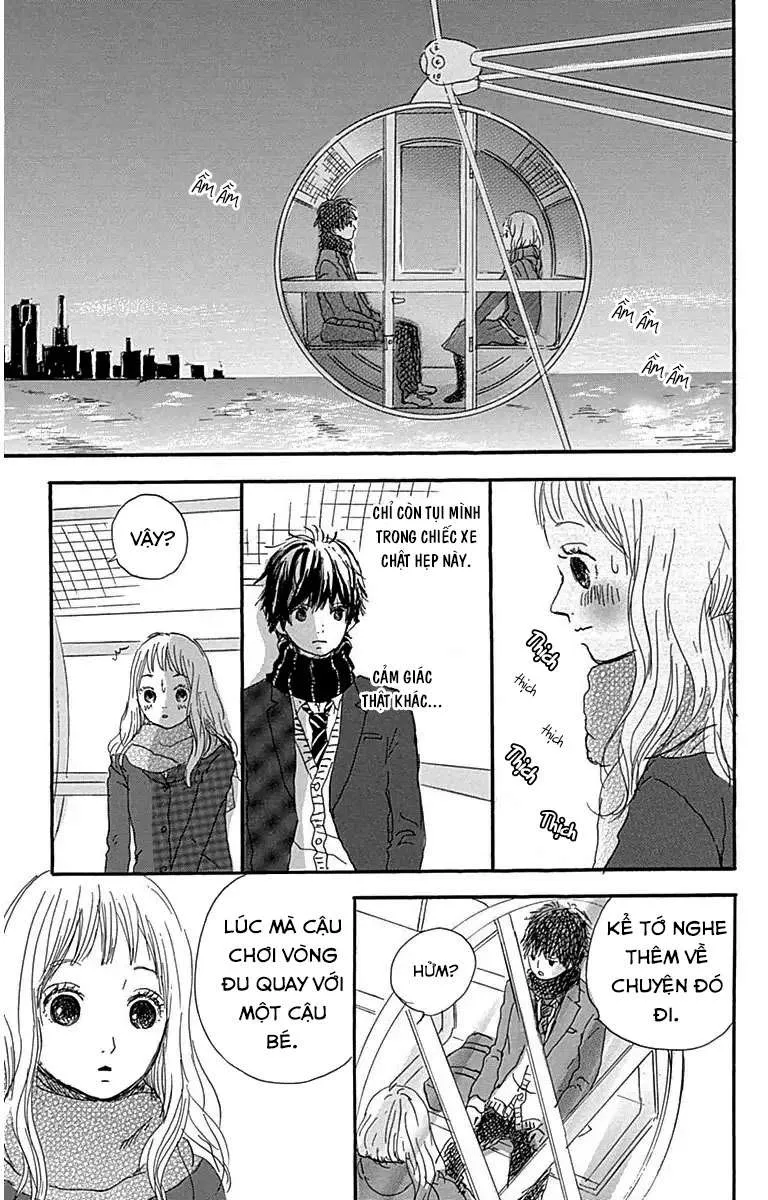 ẦM ẦM
ẦM ẦM
ẦM ẦM
Thịch
thịch
thịch
Thịch
Thịch
CHỈ CÒN TỤI MÌNH
TRONG CHIẾC XE
CHẬT HẸP NÀY.
CẢM GIÁC
THẬT KHÁC...
VẬY?
KỂ TỚ NGHE
THÊM VỀ
CHUYỆN ĐÓ
ĐI.
HỬM?
LÚC MÀ CẬU
CHƠI VÒNG
ĐU QUAY VỚI
MỘT CẬU
BÉ.